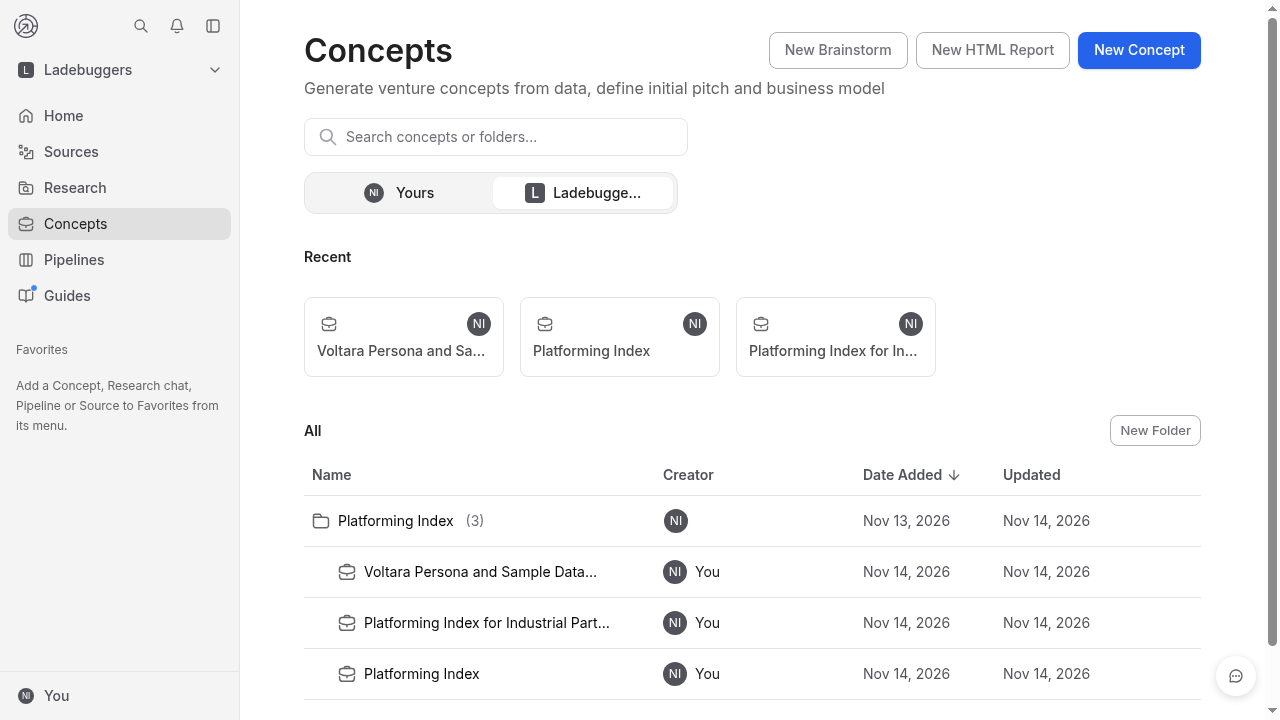 L Ladebuggers
Home
Sources
Research
Concepts
Pipelines
Guides
Favorites
Add a Concept, Research chat,
Pipeline or Source to Favorites from
its menu.
NI You
Concepts
New Brainstorm
New HTML Report
New Concept
Generate venture concepts from data, define initial pitch and business model
Search concepts or folders...
NI Yours
L Ladebugge...
Recent
NI
Voltara Persona and Sa...
NI
Platforming Index
NI
Platforming Index for In...
All
New Folder
Name Creator Date Added Updated
Platforming Index (3) NI Nov 13, 2026 Nov 14, 2026
Voltara Persona and Sample Data... NI You Nov 14, 2026 Nov 14, 2026
Platforming Index for Industrial Part... NI You Nov 14, 2026 Nov 14, 2026
Platforming Index NI You Nov 14, 2026 Nov 14, 2026